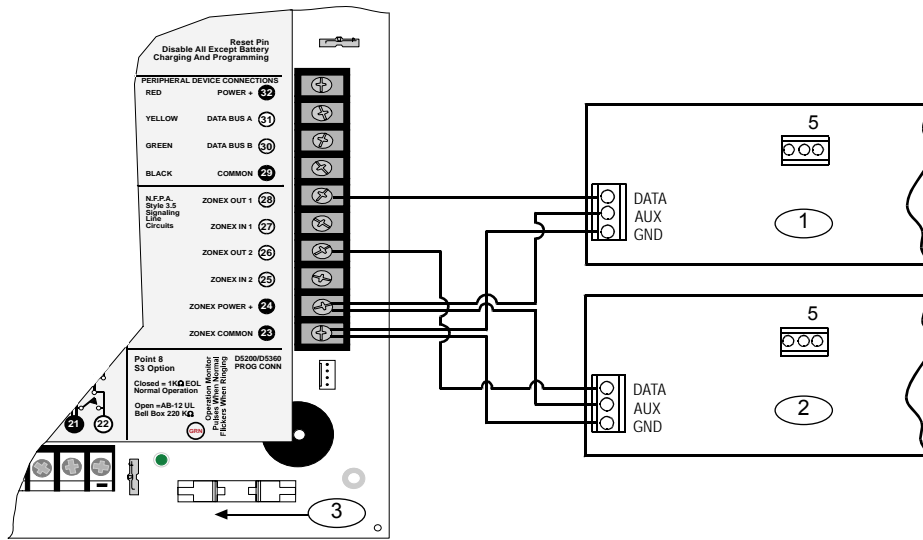 Reset Pin
Disable All Except Battery
Charging And Programming
PERIPHERAL DEVICE CONNECTIONS
RED POWER + 32
YELLOW DATA BUS A 31
GREEN DATA BUS B 30
BLACK COMMON 29
N.F.P.A.
Style 3.5
Signaling
Line
Circuits
ZONEX OUT 1 28
ZONEX IN 1 27
ZONEX OUT 2 26
ZONEX IN 2 25
ZONEX POWER + 24
ZONEX COMMON 23
Point 8
S3 Option
Closed = 1KΩ EOL
Normal Operation
Open =AB-12 UL
Bell Box 220 KΩ
Operation Monitor
Pulses When Normal
Flickers When Ringing
D5200/D5360
PROG CONN
GRN
21 22
3
5
DATA
AUX
GND
1
5
DATA
AUX
GND
2